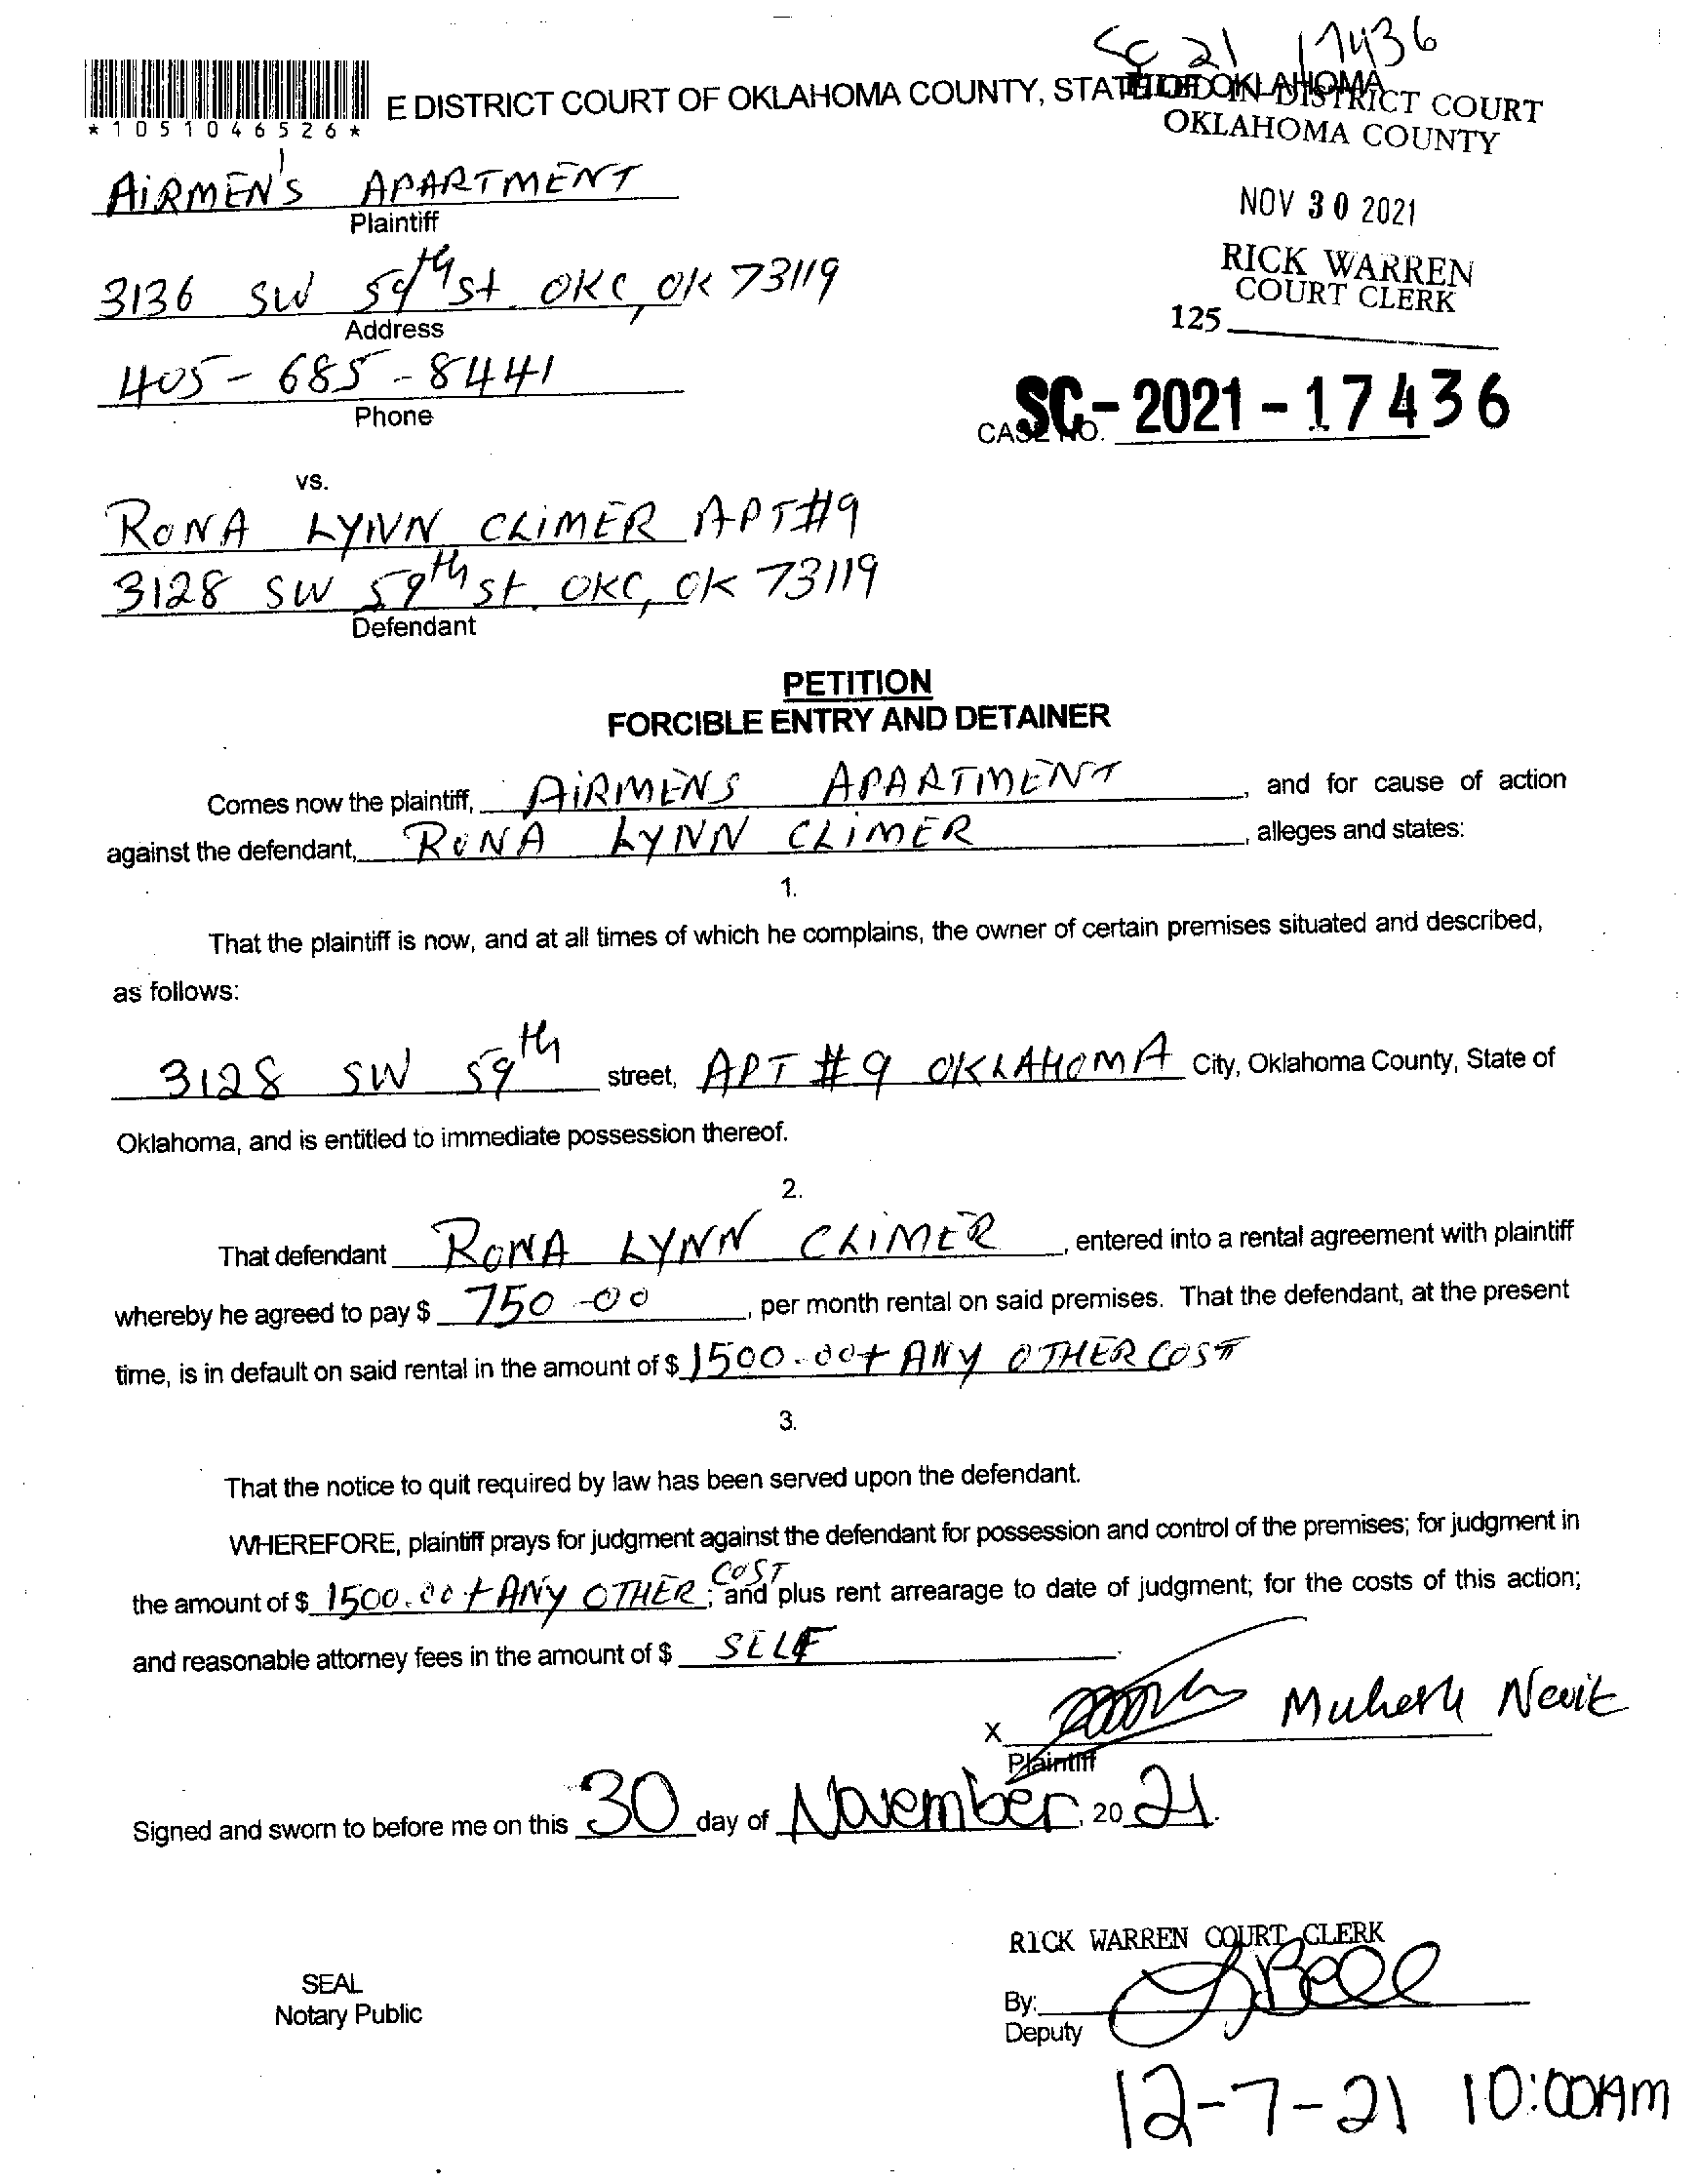 SC 21 17436
E DISTRICT COURT OF OKLAHOMA COUNTY, STATE OF OKLAHOMA
FILED IN DISTRICT COURT
OKLAHOMA COUNTY
*1051046526*
AiRMEN'S APARTMENT
Plaintiff
NOV 30 2021
RICK WARREN
COURT CLERK
125
3136 SW 59th st. OKC, OK 73119
Address
405-685-8441
Phone
CASE NO. SC-2021-17436
vs.
RONA LYNN CLiMER APT#9
3128 SW 59th st. OKC, OK 73119
Defendant
PETITION
FORCIBLE ENTRY AND DETAINER
Comes now the plaintiff, AiRMENS APARTMENT, and for cause of action
against the defendant, RONA LYNN CLiMER, alleges and states:
1.
That the plaintiff is now, and at all times of which he complains, the owner of certain premises situated and described,
as follows:
3128 SW 59th street, APT #9 OKLAHOMA City, Oklahoma County, State of
Oklahoma, and is entitled to immediate possession thereof.
2.
That defendant RONA LYNN CLiMER, entered into a rental agreement with plaintiff
whereby he agreed to pay $ 750-00, per month rental on said premises. That the defendant, at the present
time, is in default on said rental in the amount of $ 1500-00+ ANY OTHER COST
3.
That the notice to quit required by law has been served upon the defendant.
WHEREFORE, plaintiff prays for judgment against the defendant for possession and control of the premises; for judgment in
the amount of $ 1500.00 + ANY OTHER COST; and plus rent arrearage to date of judgment; for the costs of this action;
and reasonable attorney fees in the amount of $ SELF.
X Muhesh Nevit
Plaintiff
Signed and sworn to before me on this 30 day of November, 2021.
RICK WARREN COURT CLERK
SEAL
Notary Public
By: Bell
Deputy
12-7-21 10:00AM